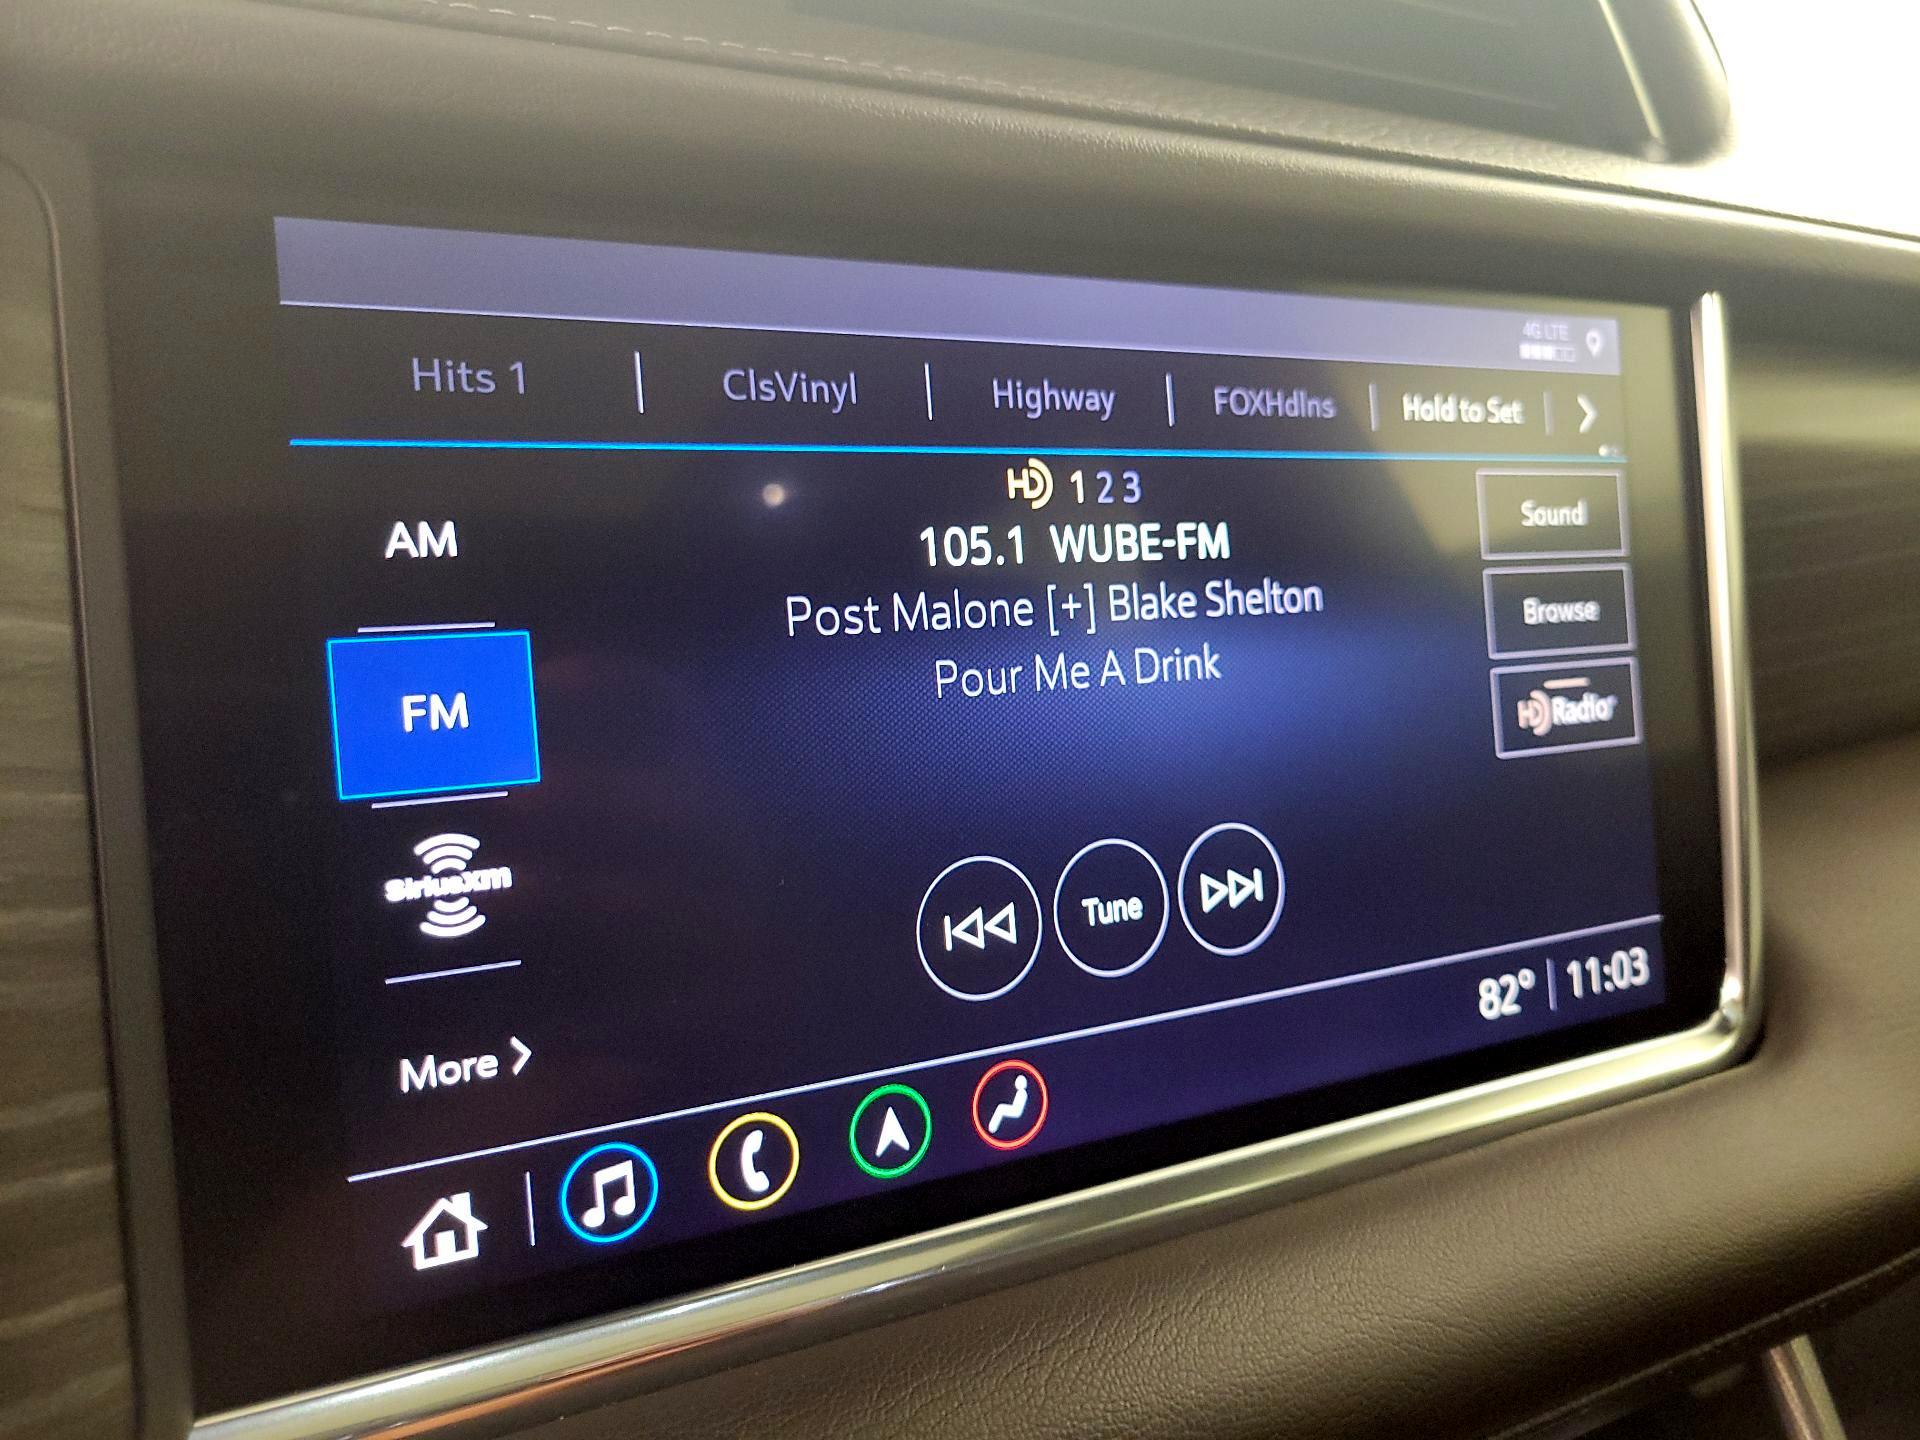 4G LTE
Hits 1 | ClsVinyl | Highway | FOXHdlns | Hold to Set
HD 1 2 3
105.1 WUBE-FM
Post Malone [+] Blake Shelton
Pour Me A Drink
AM
FM
SiriusXm
More
Sound
Browse
HD Radio
Tune
82° | 11:03